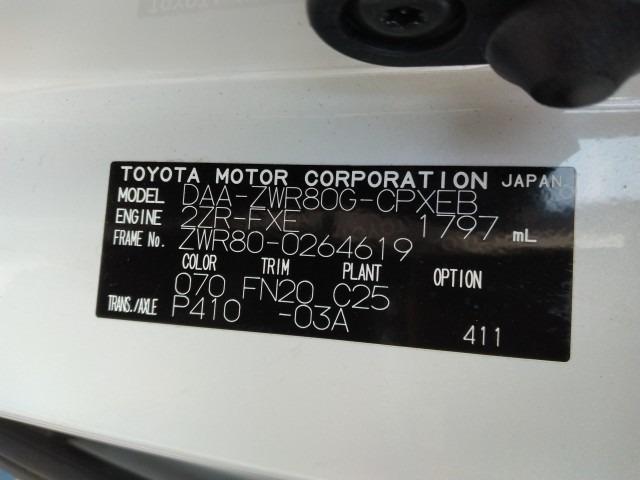 TOYOTA MOTOR CORPORATION JAPAN
MODEL DAA-ZWR80G-CPXEB
ENGINE 2ZR-FXE 1797 mL
FRAME No. ZWR80-0264619
COLOR TRIM PLANT OPTION
070 FN20 C25
TRANS./AXLE P410 -03A
411